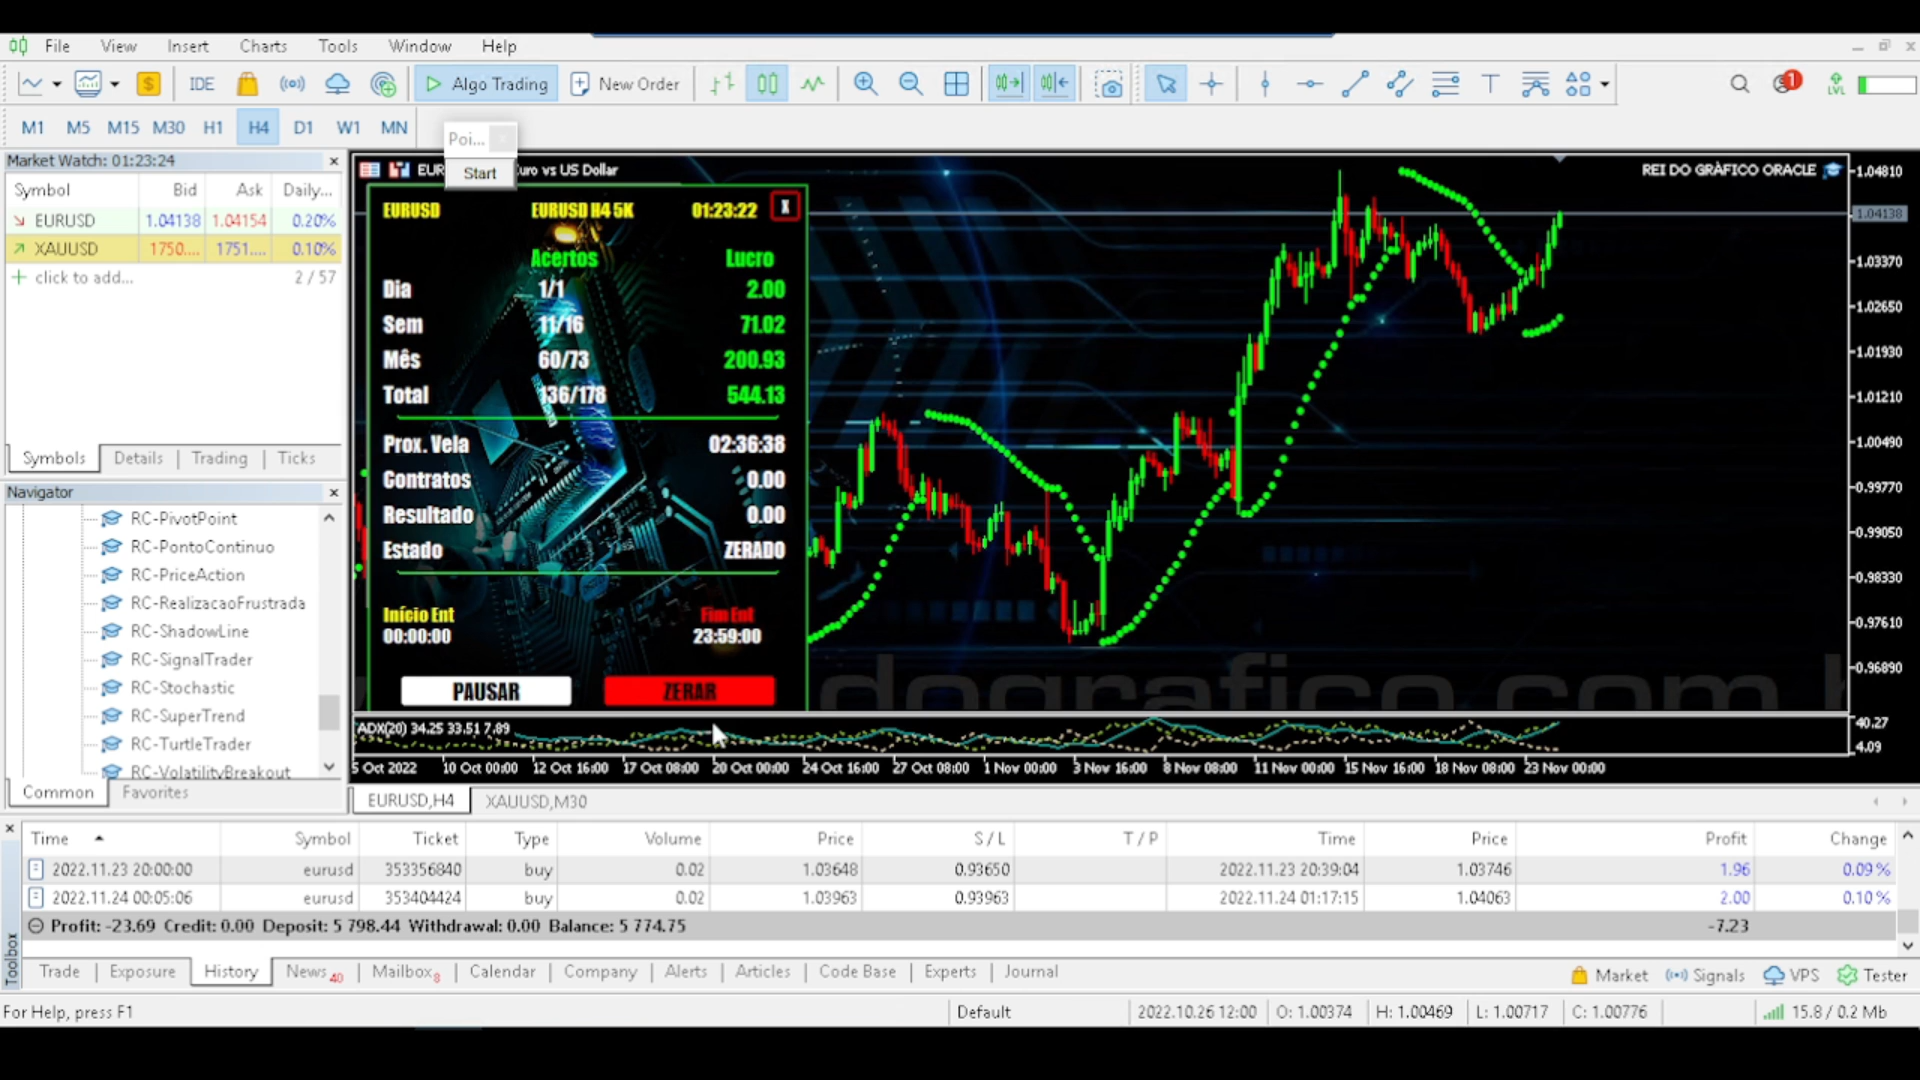 File View Insert Charts Tools Window Help
IDE Algo Trading New Order 1 LVL
M1 M5 M15 M30 H1 H4 D1 W1 MN
Poi...
Start
Market Watch: 01:23:24
Symbol Bid Ask Daily...
EURUSD 1.04138 1.04154 0.20%
XAUUSD 1750.... 1751.... 0.10%
click to add... 2 / 57
Symbols Details Trading Ticks
Navigator
RC-PivotPoint
RC-PontoContinuo
RC-PriceAction
RC-RealizacaoFrustrada
RC-ShadowLine
RC-SignalTrader
RC-Stochastic
RC-SuperTrend
RC-TurtleTrader
RC-VolatilityBreakout
Common Favorites
EUR uro vs US Dollar
REI DO GRÀFICO ORACLE
EURUSD EURUSD H4 5K 01:23:22 X
Acertos Lucro
Dia 1/1 2.00
Sem 11/16 71.02
Mês 60/73 200.93
Total 136/178 544.13
Prox. Vela 02:36:38
Contratos 0.00
Resultado 0.00
Estado ZERADO
Início Ent Fim Ent
00:00:00 23:59:00
PAUSAR ZERAR
dografico.com
1.04810
1.04138
1.03370
1.02650
1.01930
1.01210
1.00490
0.99770
0.99050
0.98330
0.97610
0.96890
ADX(20) 34.25 33.51 7.89
40.27
4.09
5 Oct 2022 10 Oct 00:00 12 Oct 16:00 17 Oct 08:00 20 Oct 00:00 24 Oct 16:00 27 Oct 08:00 1 Nov 00:00 3 Nov 16:00 8 Nov 08:00 11 Nov 00:00 15 Nov 16:00 18 Nov 08:00 23 Nov 00:00
EURUSD,H4 XAUUSD,M30
Time Symbol Ticket Type Volume Price S / L T / P Time Price Profit Change
2022.11.23 20:00:00 eurusd 353356840 buy 0.02 1.03648 0.93650 2022.11.23 20:39:04 1.03746 1.96 0.09 %
2022.11.24 00:05:06 eurusd 353404424 buy 0.02 1.03963 0.93963 2022.11.24 01:17:15 1.04063 2.00 0.10 %
Profit: -23.69 Credit: 0.00 Deposit: 5 798.44 Withdrawal: 0.00 Balance: 5 774.75 -7.23
Toolbox
Trade Exposure History News 40 Mailbox 8 Calendar Company Alerts Articles Code Base Experts Journal Market Signals VPS Tester
For Help, press F1 Default 2022.10.26 12:00 O: 1.00374 H: 1.00469 L: 1.00717 C: 1.00776 15.8 / 0.2 Mb